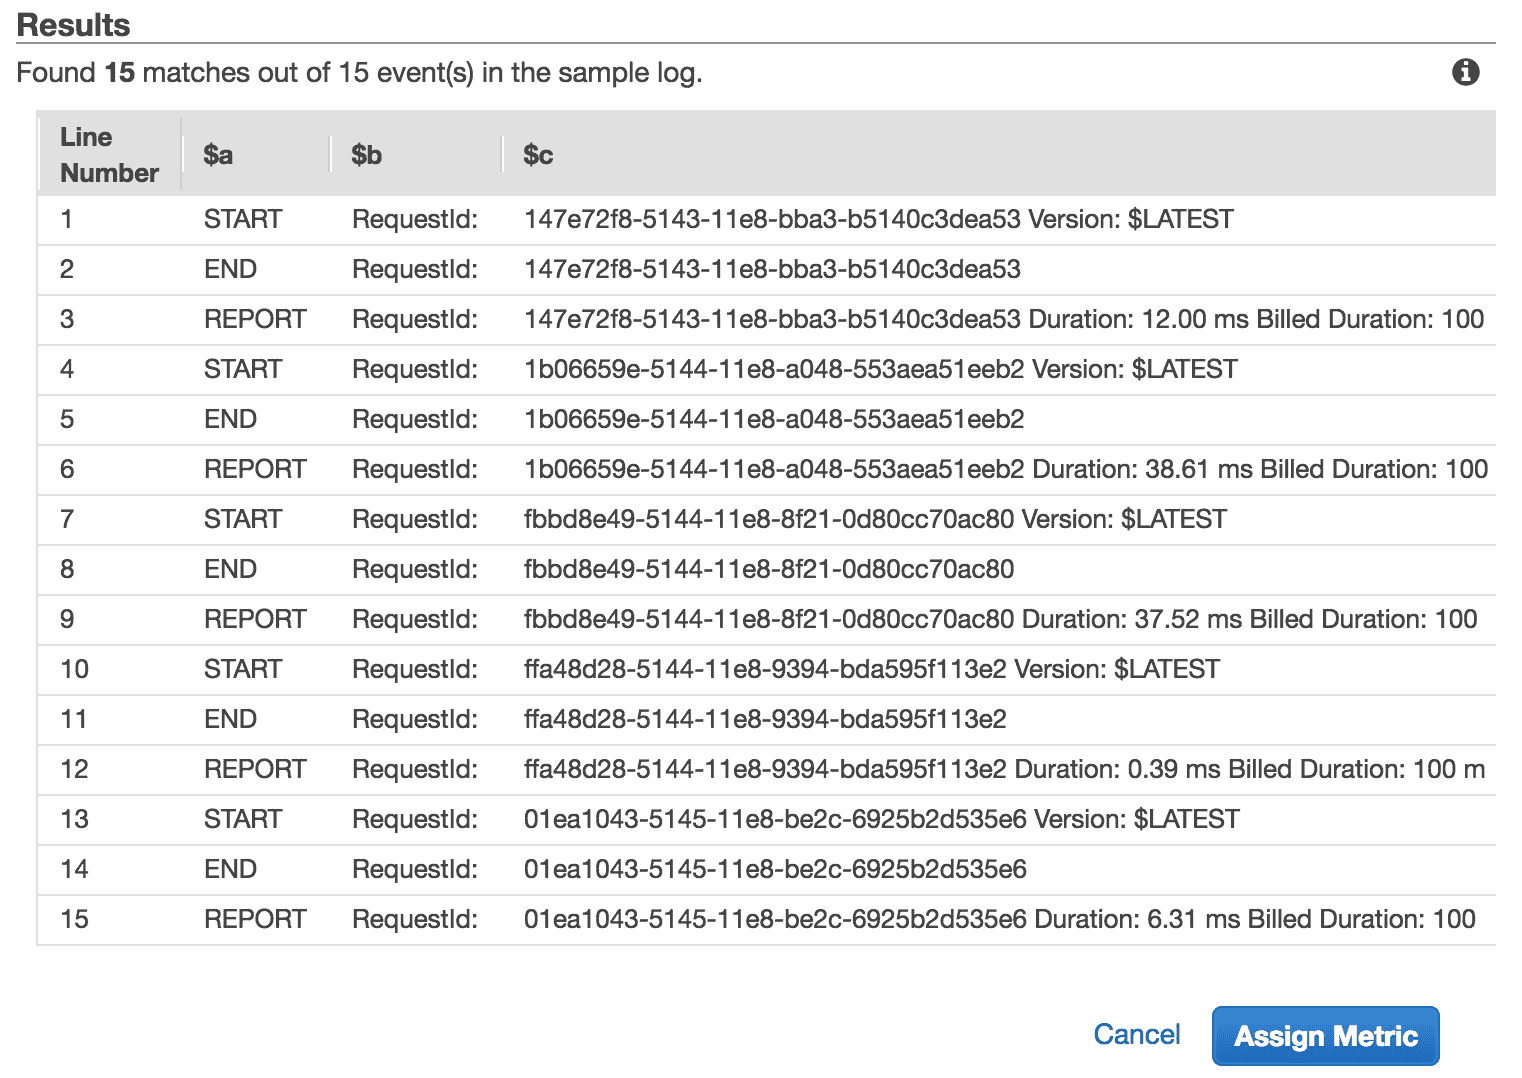 Results
Found 15 matches out of 15 event(s) in the sample log.
Line Number $a $b $c
1 START RequestId: 147e72f8-5143-11e8-bba3-b5140c3dea53 Version: $LATEST
2 END RequestId: 147e72f8-5143-11e8-bba3-b5140c3dea53
3 REPORT RequestId: 147e72f8-5143-11e8-bba3-b5140c3dea53 Duration: 12.00 ms Billed Duration: 100
4 START RequestId: 1b06659e-5144-11e8-a048-553aea51eeb2 Version: $LATEST
5 END RequestId: 1b06659e-5144-11e8-a048-553aea51eeb2
6 REPORT RequestId: 1b06659e-5144-11e8-a048-553aea51eeb2 Duration: 38.61 ms Billed Duration: 100
7 START RequestId: fbbd8e49-5144-11e8-8f21-0d80cc70ac80 Version: $LATEST
8 END RequestId: fbbd8e49-5144-11e8-8f21-0d80cc70ac80
9 REPORT RequestId: fbbd8e49-5144-11e8-8f21-0d80cc70ac80 Duration: 37.52 ms Billed Duration: 100
10 START RequestId: ffa48d28-5144-11e8-9394-bda595f113e2 Version: $LATEST
11 END RequestId: ffa48d28-5144-11e8-9394-bda595f113e2
12 REPORT RequestId: ffa48d28-5144-11e8-9394-bda595f113e2 Duration: 0.39 ms Billed Duration: 100 m
13 START RequestId: 01ea1043-5145-11e8-be2c-6925b2d535e6 Version: $LATEST
14 END RequestId: 01ea1043-5145-11e8-be2c-6925b2d535e6
15 REPORT RequestId: 01ea1043-5145-11e8-be2c-6925b2d535e6 Duration: 6.31 ms Billed Duration: 100
Cancel Assign Metric